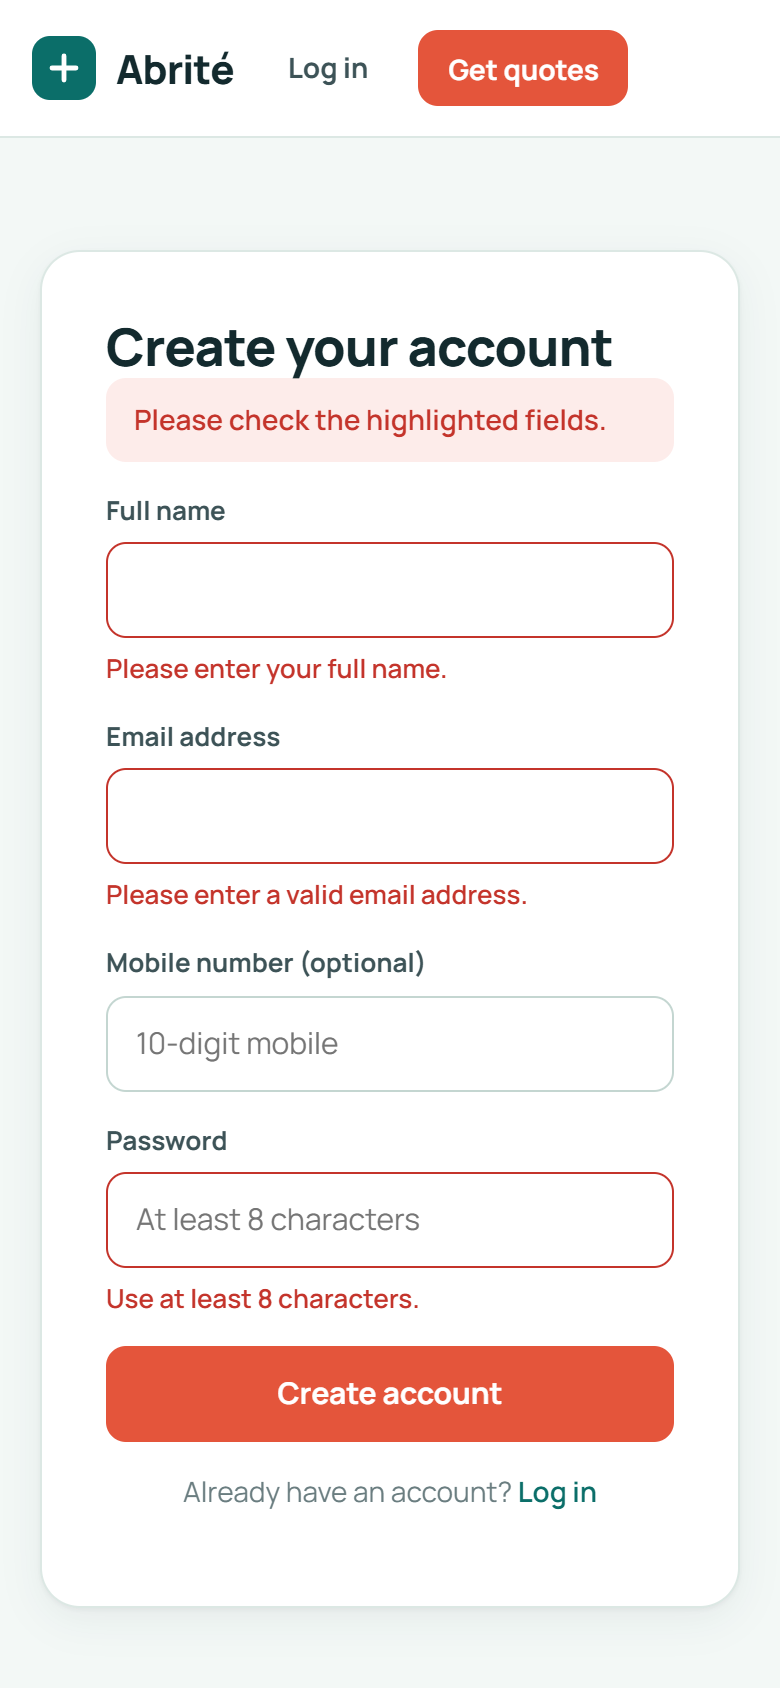 Abrité
Log in
Get quotes
Create your account
Please check the highlighted fields.
Full name
Please enter your full name.
Email address
Please enter a valid email address.
Mobile number (optional)
10-digit mobile
Password
At least 8 characters
Use at least 8 characters.
Create account
Already have an account? Log in